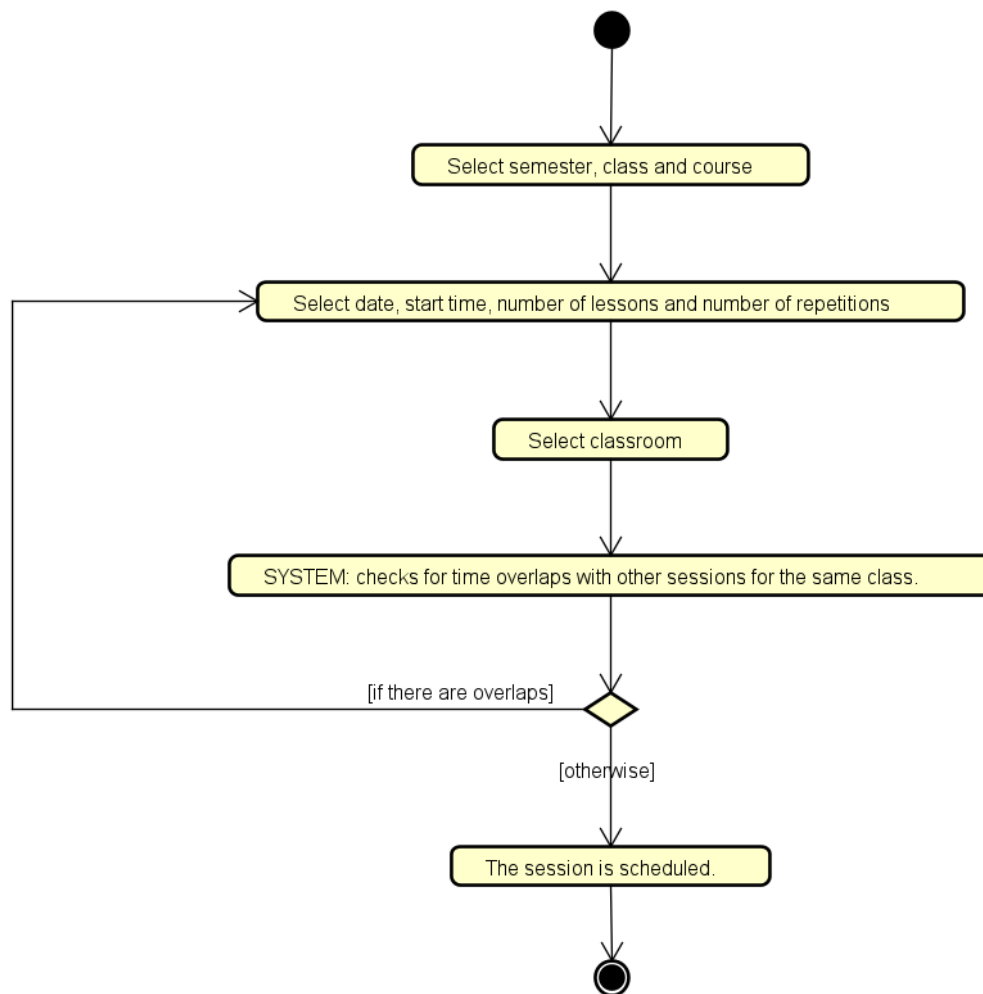 Select semester, class and course
Select date, start time, number of lessons and number of repetitions
Select classroom
SYSTEM: checks for time overlaps with other sessions for the same class.
[if there are overlaps]
[otherwise]
The session is scheduled.